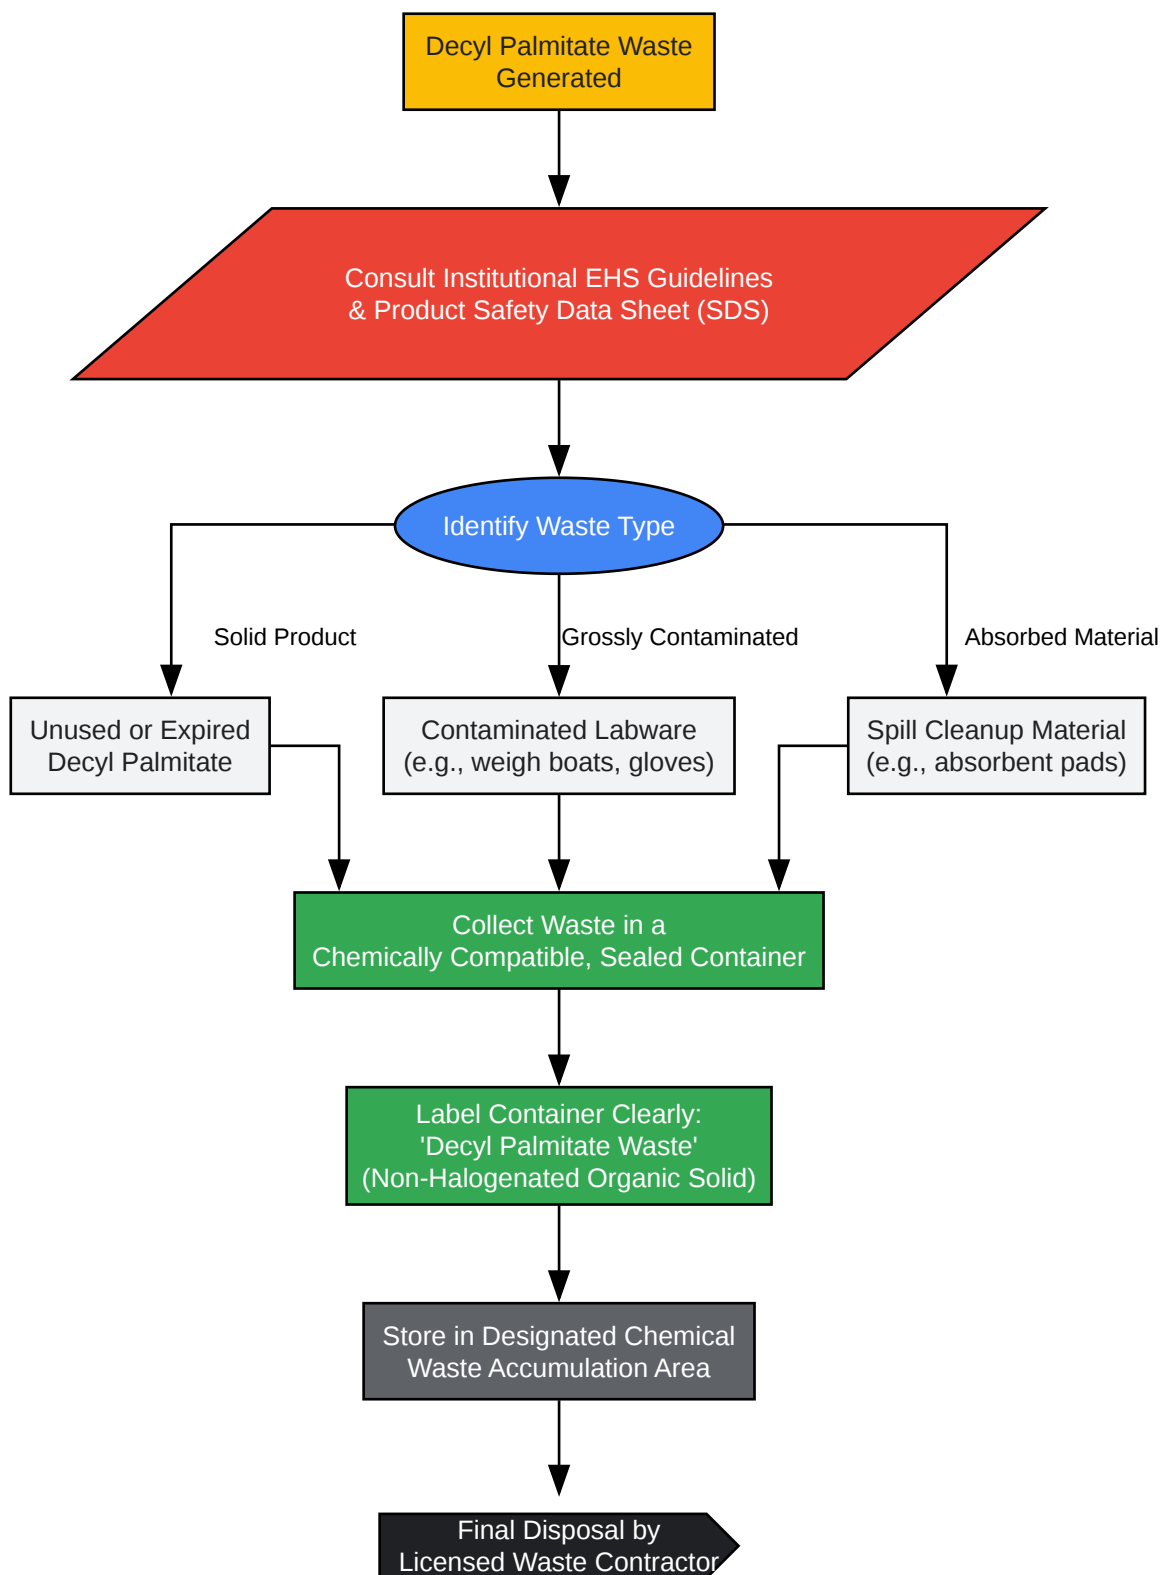 Decyl Palmitate Waste
Generated
Consult Institutional EHS Guidelines
& Product Safety Data Sheet (SDS)
Identify Waste Type
Solid Product
Grossly Contaminated
Absorbed Material
Unused or Expired
Decyl Palmitate
Contaminated Labware
(e.g., weigh boats, gloves)
Spill Cleanup Material
(e.g., absorbent pads)
Collect Waste in a
Chemically Compatible, Sealed Container
Label Container Clearly:
'Decyl Palmitate Waste'
(Non-Halogenated Organic Solid)
Store in Designated Chemical
Waste Accumulation Area
Final Disposal by
Licensed Waste Contractor